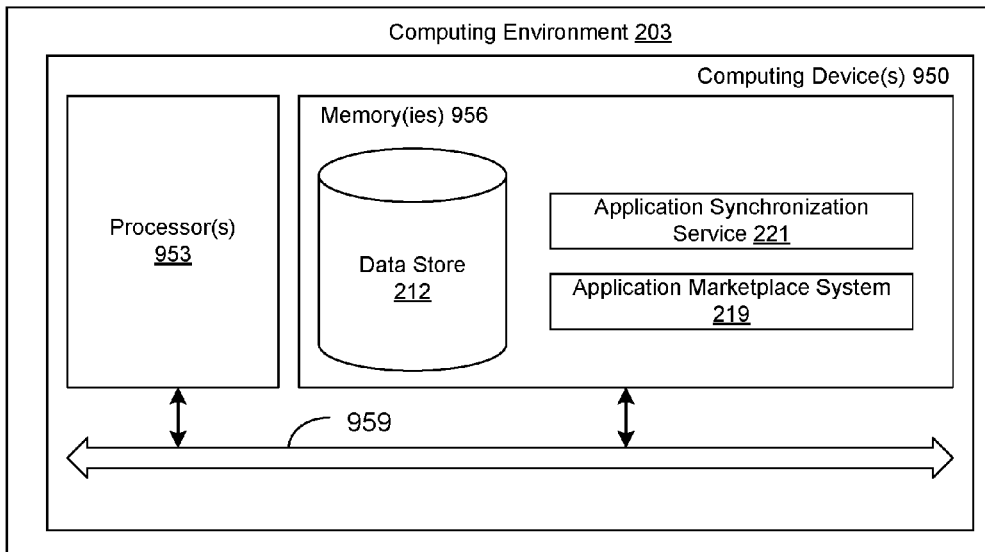 Computing Environment 203
Computing Device(s) 950
Memory(ies) 956
Processor(s)
953
Data Store
212
Application Synchronization
Service 221
Application Marketplace System
219
959